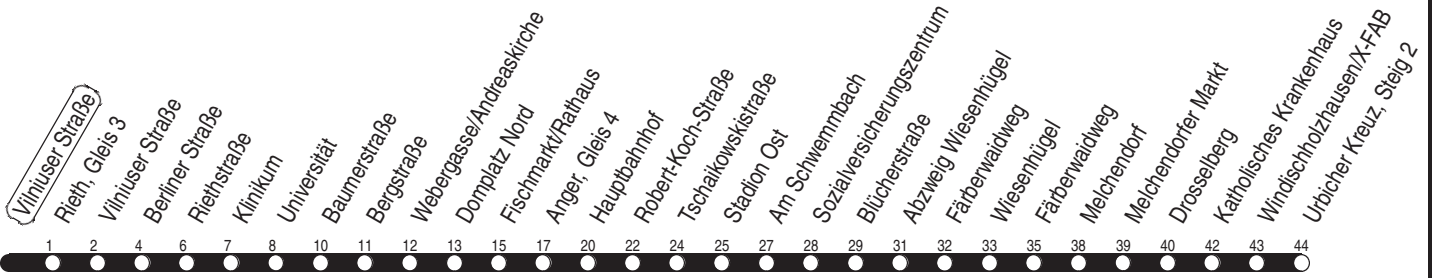 Vilniuser Straße
Rieth, Gleis 3
Vilniuser Straße
Berliner Straße
Riethstraße
Klinikum
Universität
Baumerstraße
Bergstraße
Webergasse/Andreaskirche
Domplatz Nord
Fischmarkt/Rathaus
Anger, Gleis 4
Hauptbahnhof
Robert-Koch-Straße
Tschaikowskistraße
Stadion Ost
Am Schwemmbach
Sozialversicherungszentrum
Blücherstraße
Abzweig Wiesenhügel
Färberwaidweg
Wiesenhügel
Färberwaidweg
Melchendorf
Melchendorfer Markt
Drosselberg
Katholisches Krankenhaus
Windischholzhausen/X-FAB
Urbicher Kreuz, Steig 2
1 2 4 6 7 8 10 11 12 13 15 17 20 22 24 25 27 28 29 31 32 33 35 38 39 40 42 43 44